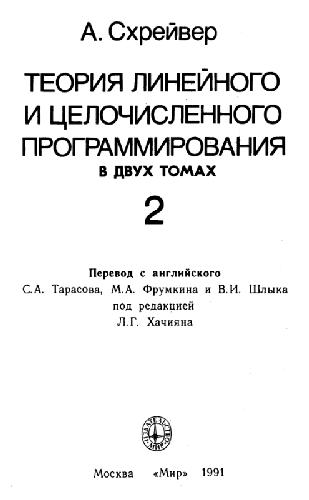 А. Схрейвер
ТЕОРИЯ ЛИНЕЙНОГО
И ЦЕЛОЧИСЛЕННОГО
ПРОГРАММИРОВАНИЯ
В ДВУХ ТОМАХ
2
Перевод с английского
С.А. Тарасова, М.А. Фрумкина и В.И. Шлыка
под редакцией
Л.Г. Хачияна
Москва «Мир» 1991